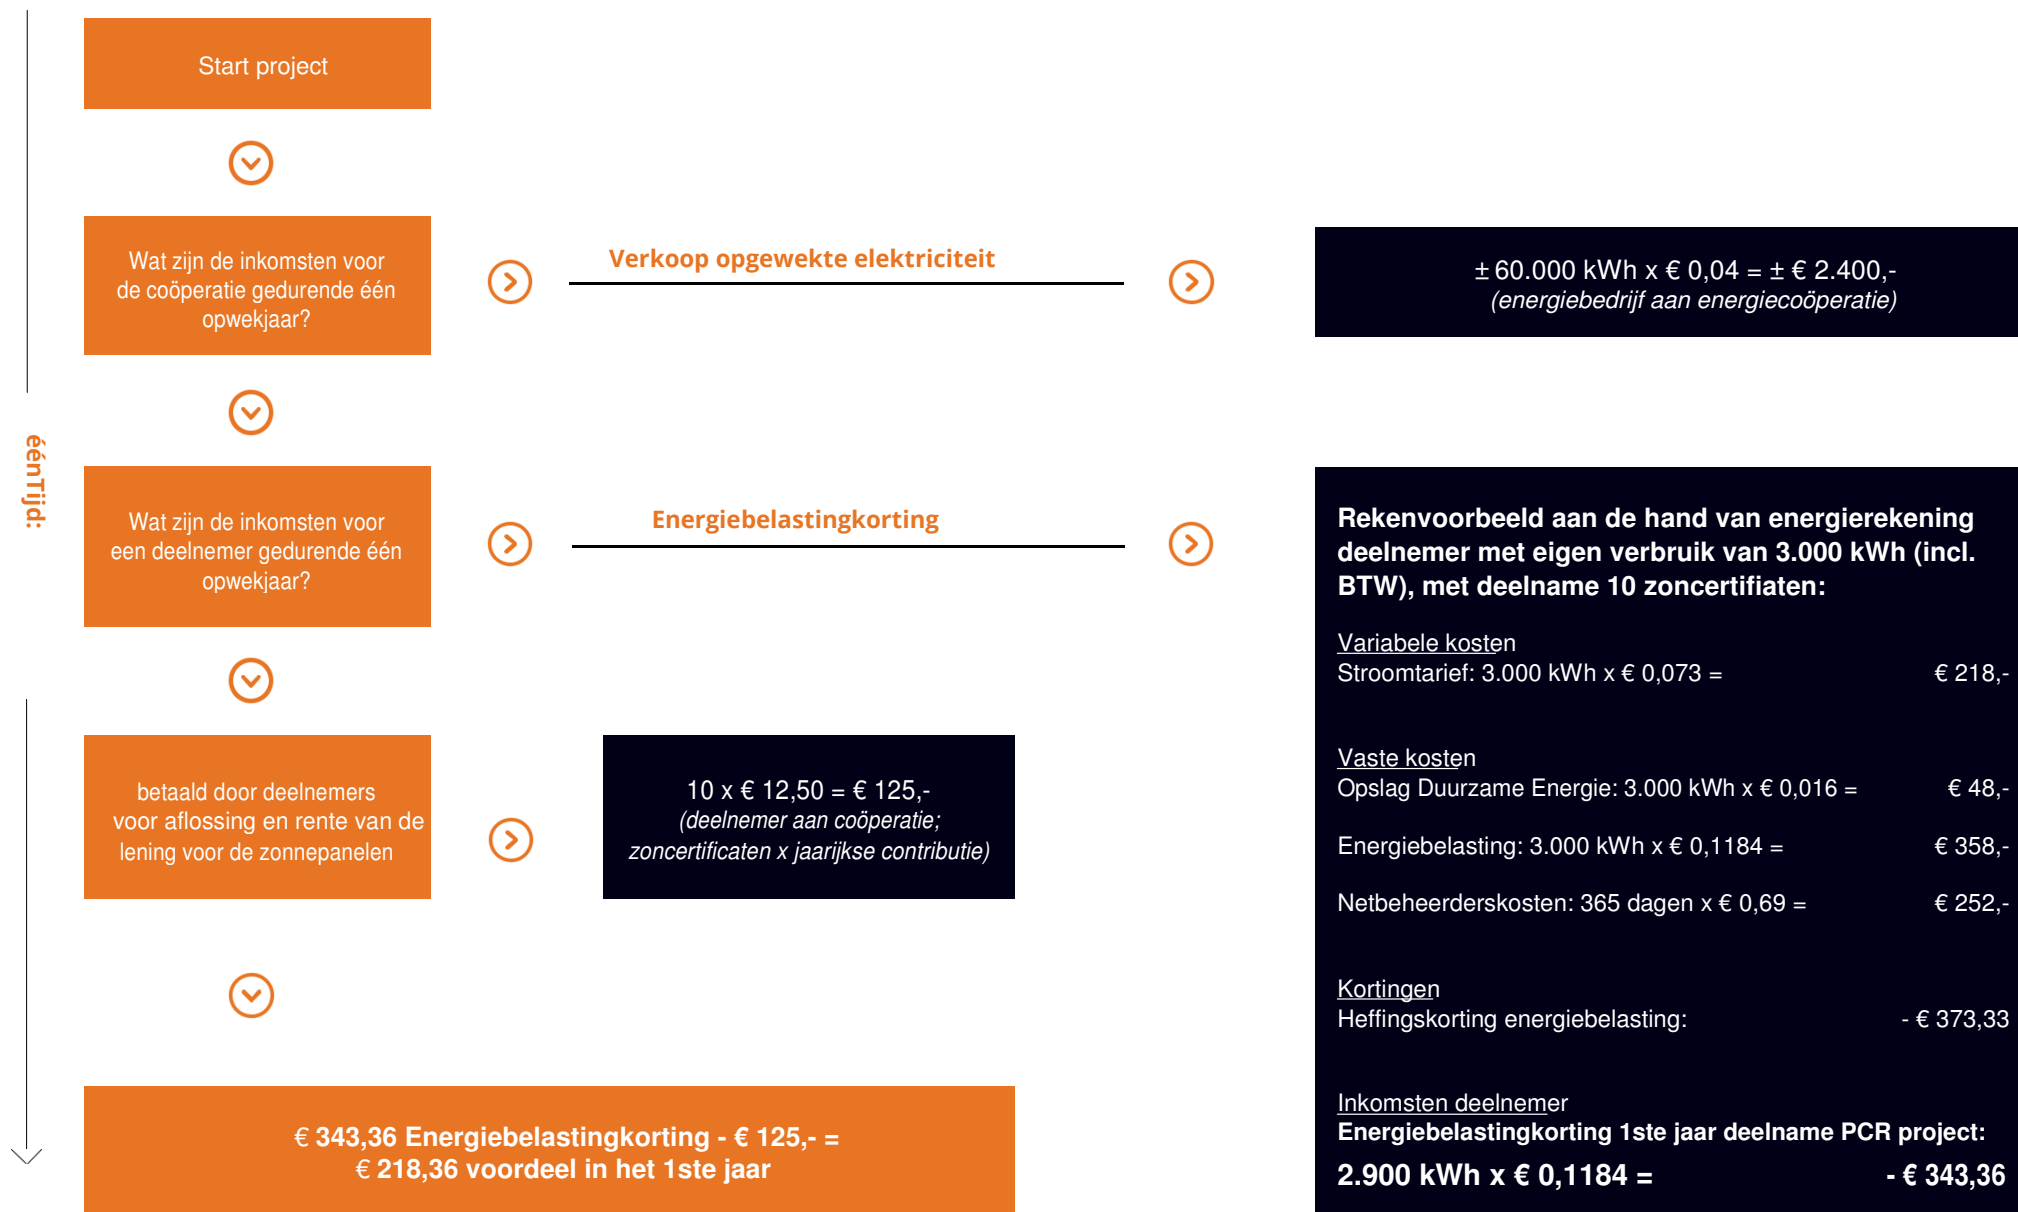 Start project
Wat zijn de inkomsten voor
de coöperatie gedurende één
opwekjaar?
Verkoop opgewekte elektriciteit
± 60.000 kWh x € 0,04 = ± € 2.400,-
(energiebedrijf aan energiecoöperatie)
éénTijd:
Wat zijn de inkomsten voor
een deelnemer gedurende één
opwekjaar?
Energiebelastingkorting
Rekenvoorbeeld aan de hand van energierekening
deelnemer met eigen verbruik van 3.000 kWh (incl.
BTW), met deelname 10 zoncertifiaten:
Variabele kosten
Stroomtarief: 3.000 kWh x € 0,073 = € 218,-
Vaste kosten
Opslag Duurzame Energie: 3.000 kWh x € 0,016 = € 48,-
Energiebelasting: 3.000 kWh x € 0,1184 = € 358,-
Netbeheerderskosten: 365 dagen x € 0,69 = € 252,-
Kortingen
Heffingskorting energiebelasting: - € 373,33
Inkomsten deelnemer
Energiebelastingkorting 1ste jaar deelname PCR project:
2.900 kWh x € 0,1184 = - € 343,36
betaald door deelnemers
voor aflossing en rente van de
lening voor de zonnepanelen
10 x € 12,50 = € 125,-
(deelnemer aan coöperatie;
zoncertificaten x jaarijkse contributie)
€ 343,36 Energiebelastingkorting - € 125,- =
€ 218,36 voordeel in het 1ste jaar